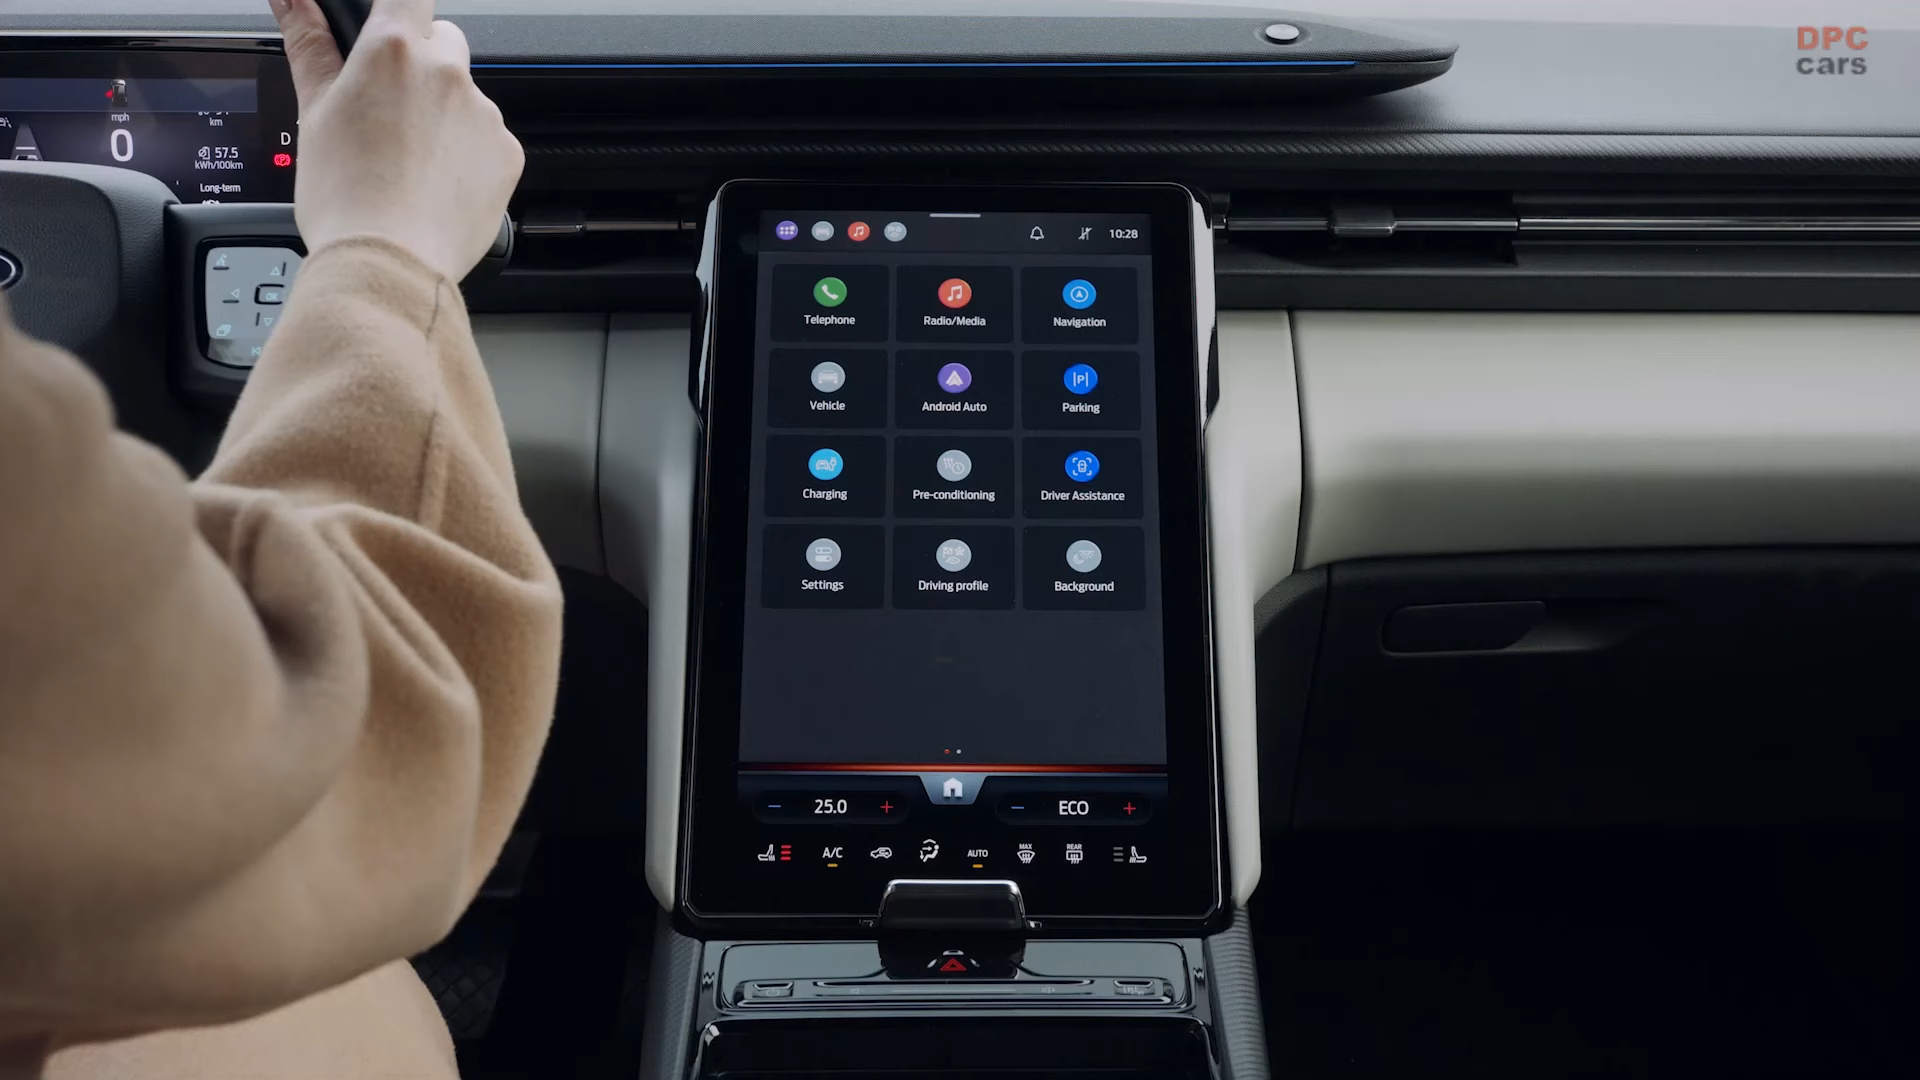 DPC
cars
mph
0
km
57.5
kWh/100km
Long-term
D
OK
10:28
Telephone
Radio/Media
Navigation
Vehicle
Android Auto
Parking
Charging
Pre-conditioning
Driver Assistance
Settings
Driving profile
Background
25.0
ECO
A/C
AUTO
MAX
REAR